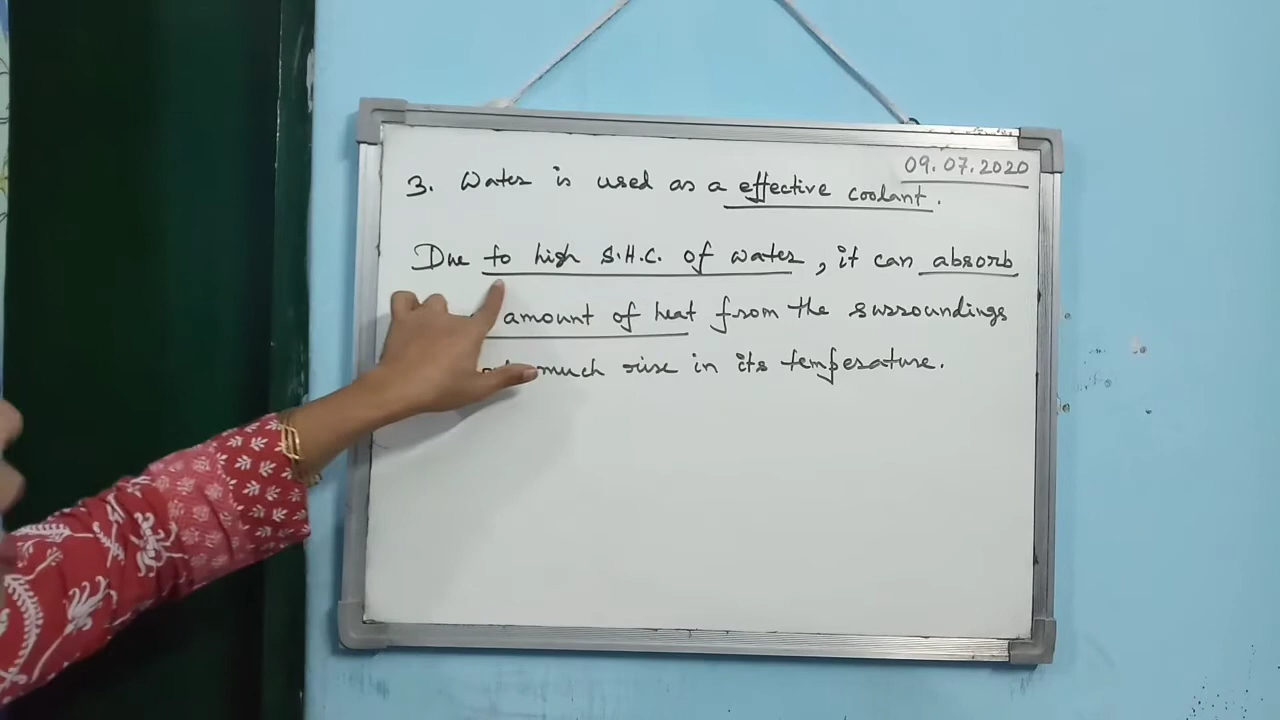 09.07.2020
3. Water is used as a effective coolant.
Due to high S.H.C. of water, it can absorb
amount of heat from the surroundings
much rise in its temperature.